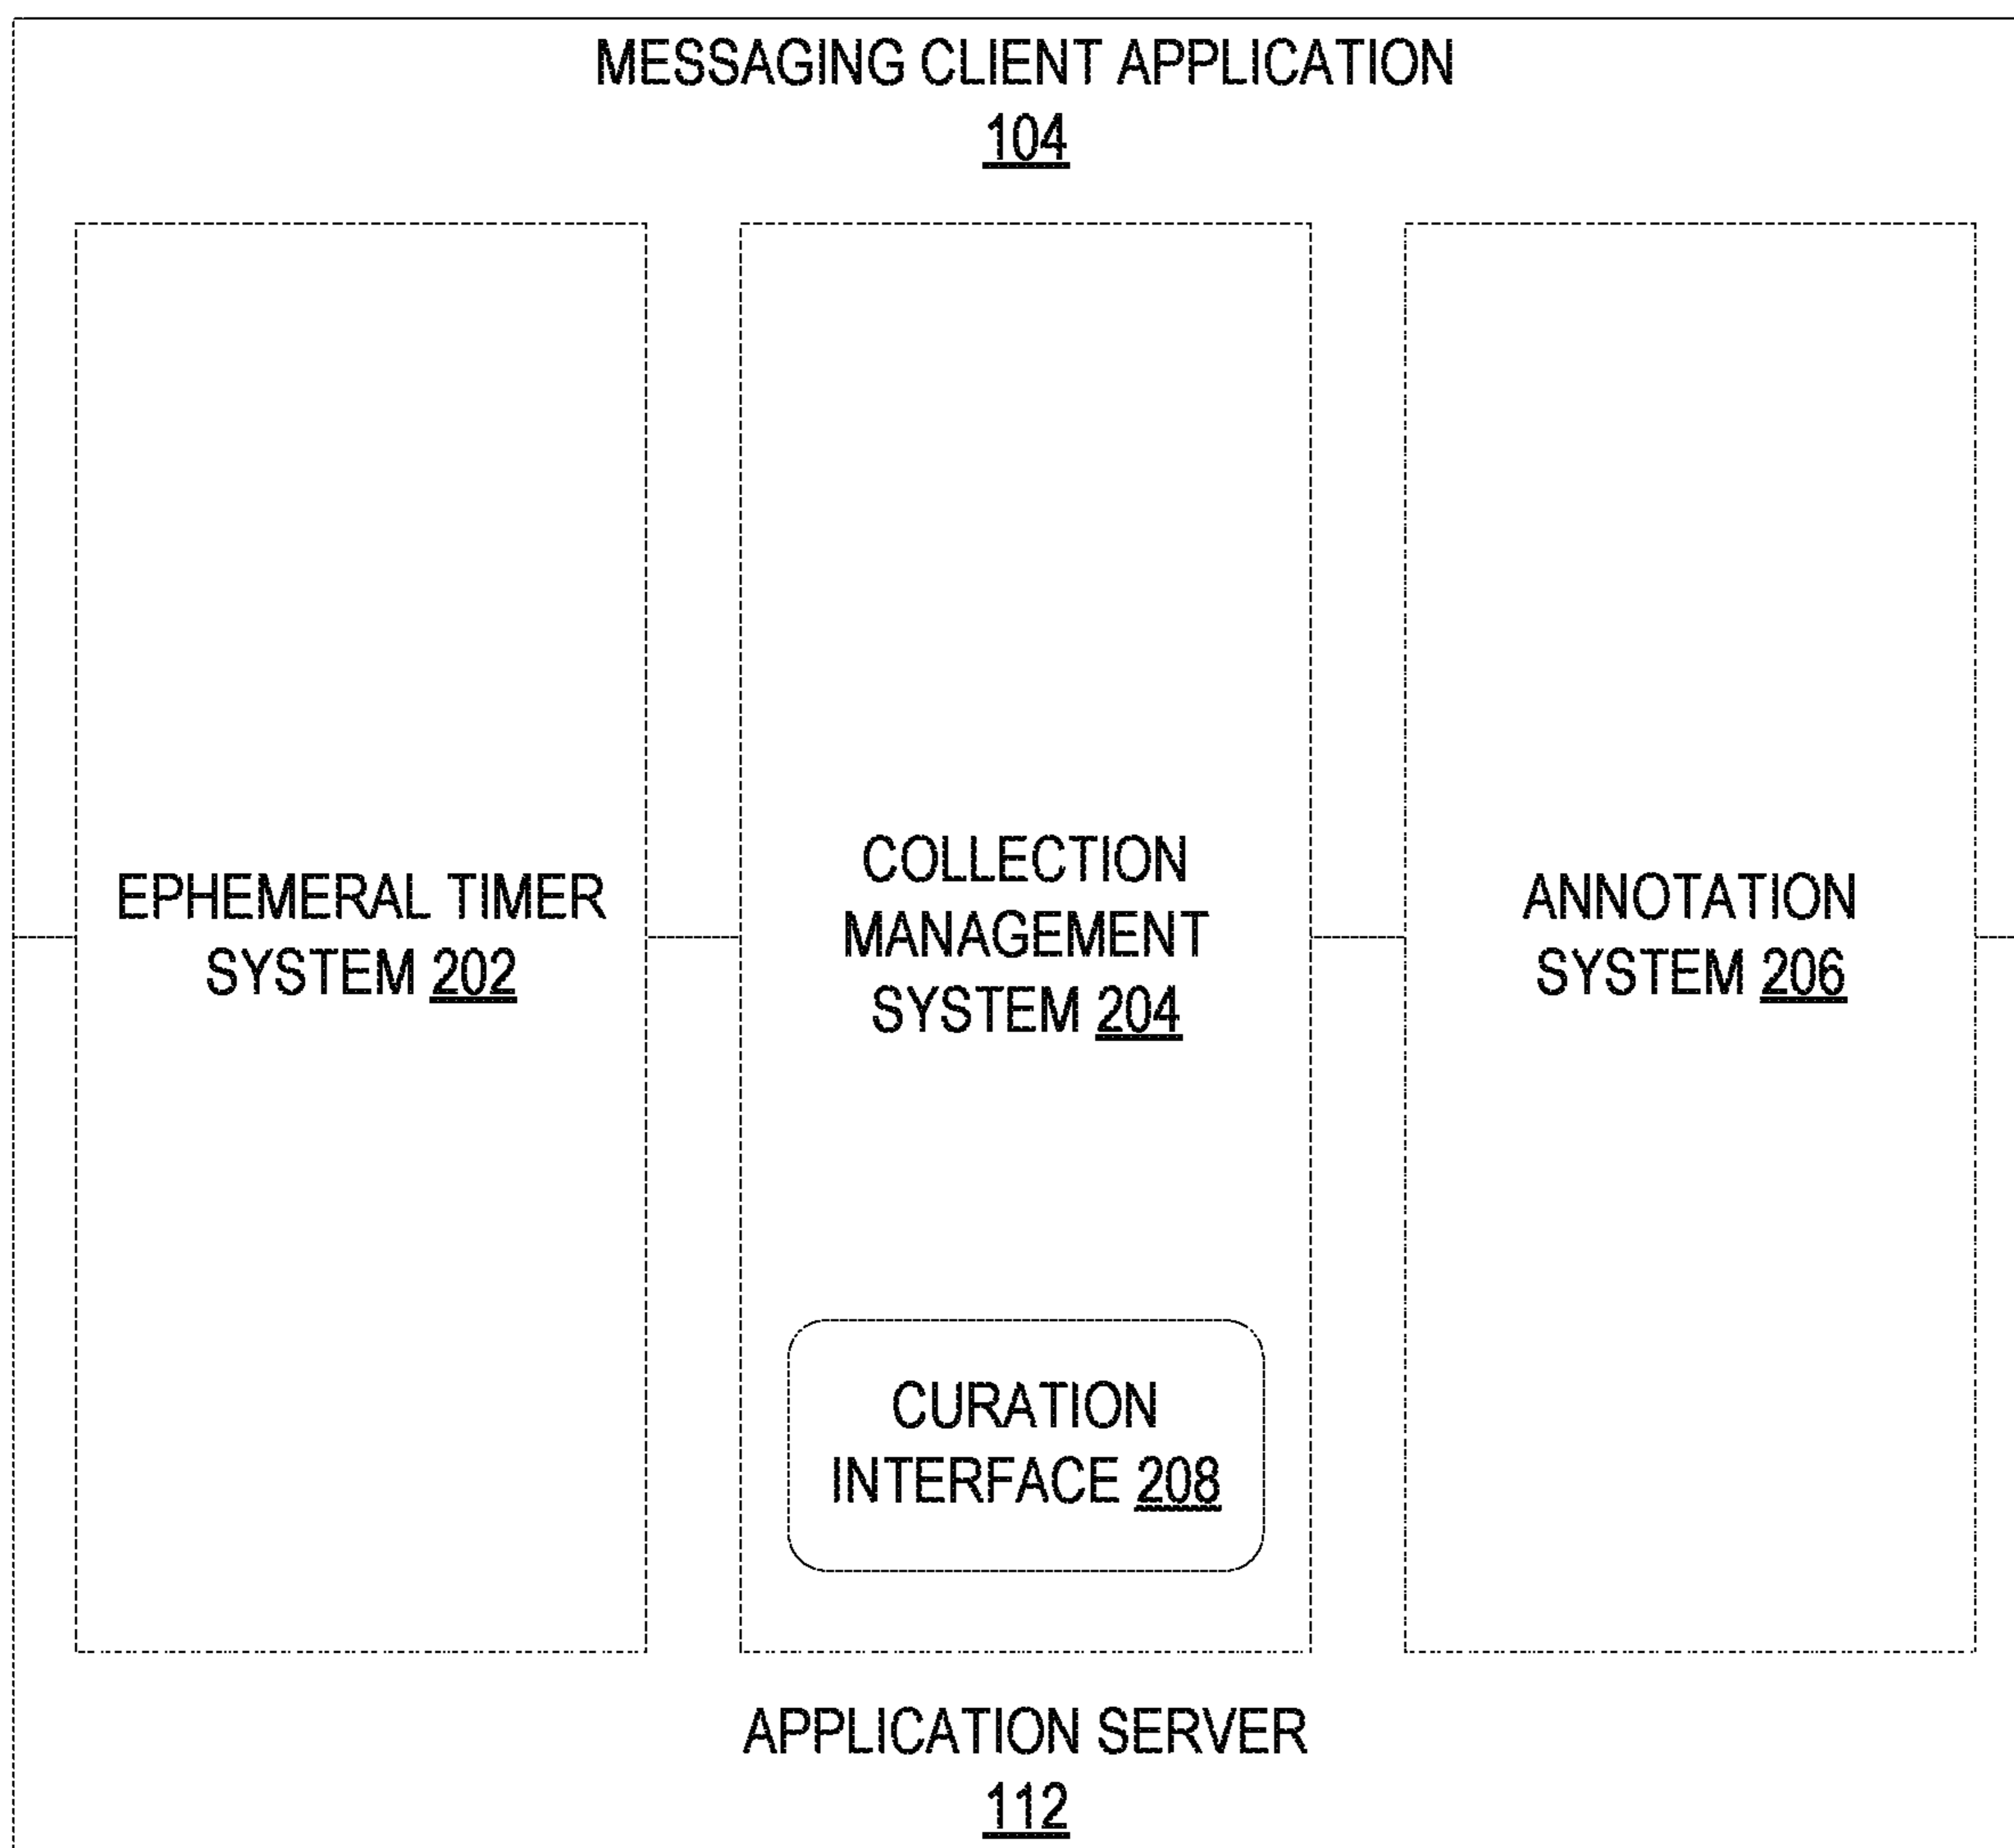 MESSAGING CLIENT APPLICATION
104
EPHEMERAL TIMER
SYSTEM 202
COLLECTION
MANAGEMENT
SYSTEM 204
ANNOTATION
SYSTEM 206
CURATION
INTERFACE 208
APPLICATION SERVER
112